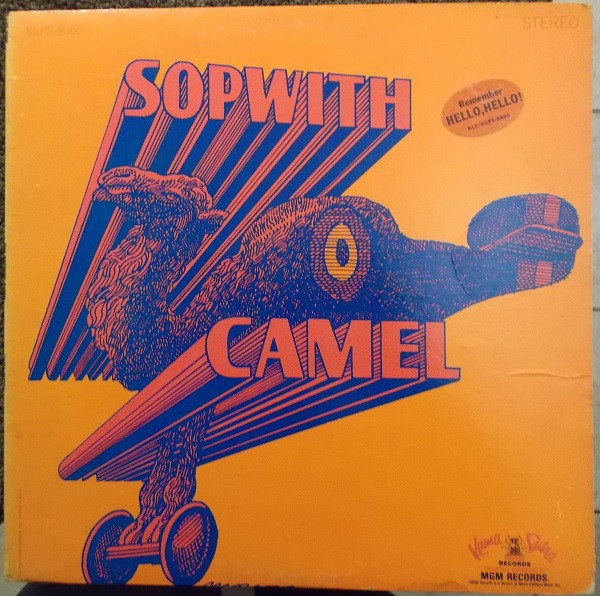 STEREO
SOPWITH
Remember
HELLO, HELLO!
CAMEL
Kama Sutra
RECORDS
MGM RECORDS.